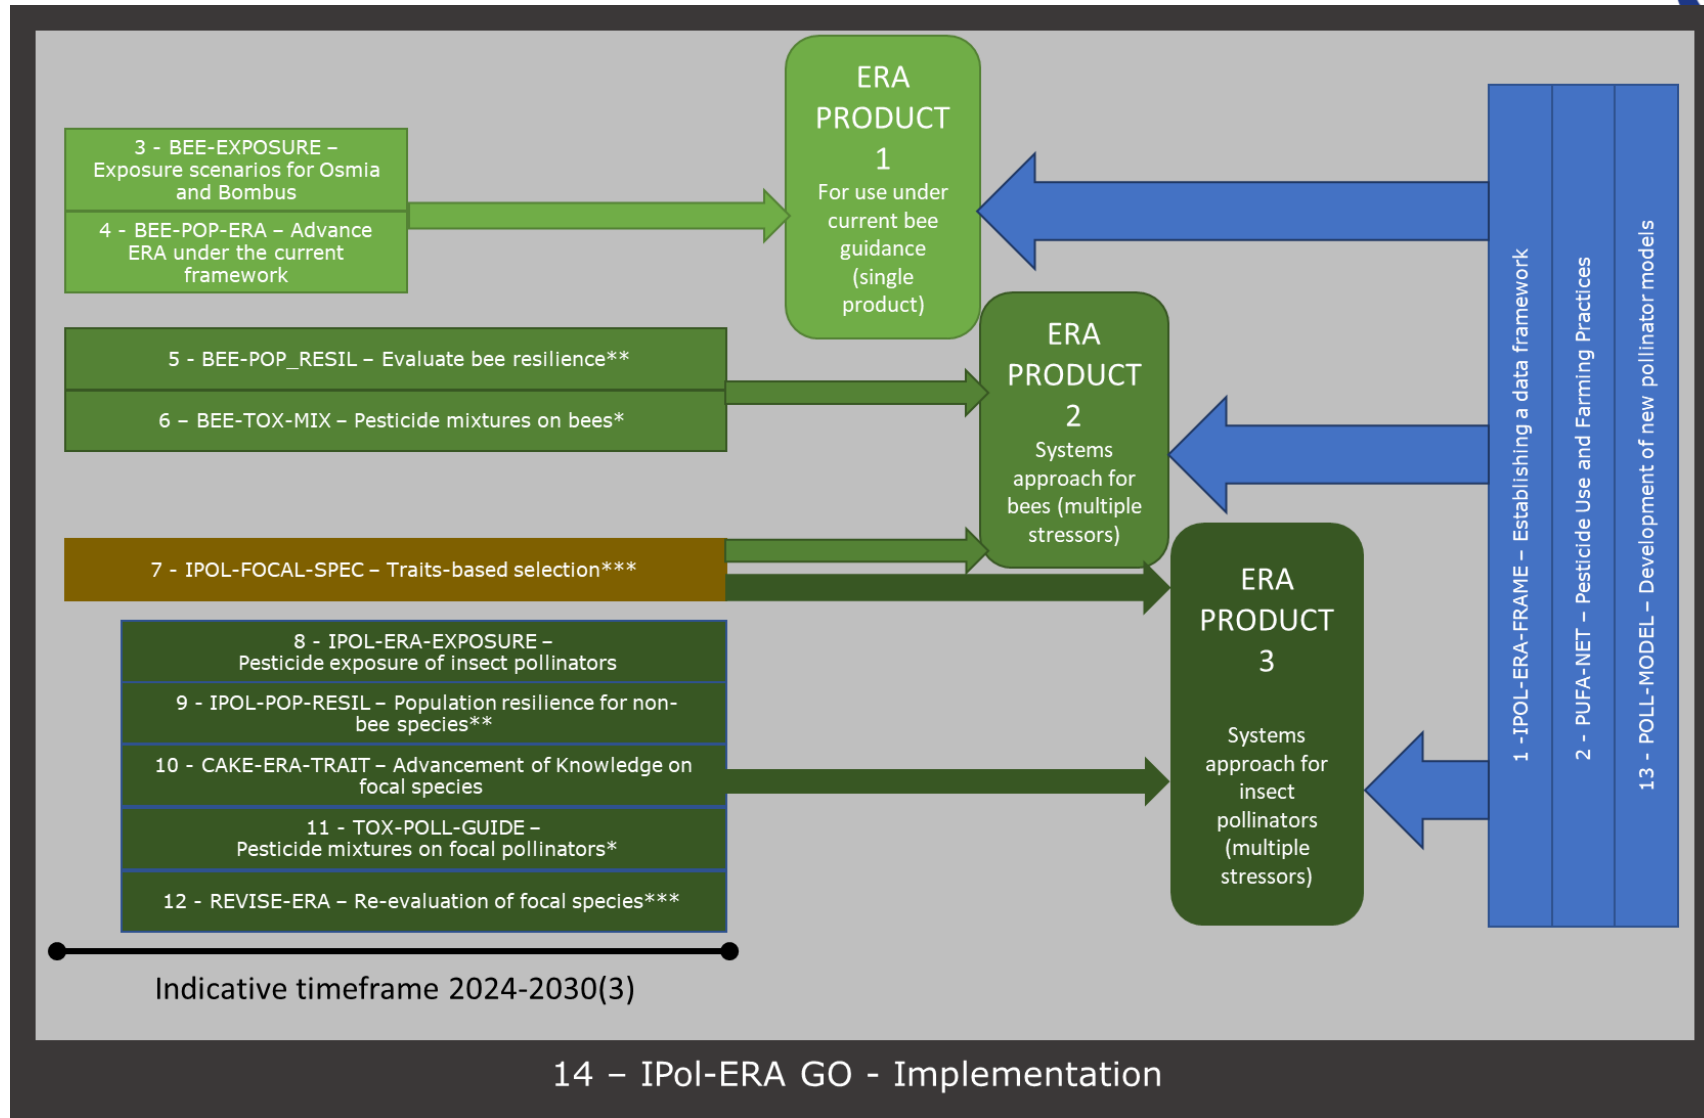 3 - BEE-EXPOSURE –
Exposure scenarios for Osmia
and Bombus
4 - BEE-POP-ERA – Advance
ERA under the current
framework
5 - BEE-POP_RESIL – Evaluate bee resilience**
6 – BEE-TOX-MIX – Pesticide mixtures on bees*
7 - IPOL-FOCAL-SPEC – Traits-based selection***
8 - IPOL-ERA-EXPOSURE –
Pesticide exposure of insect pollinators
9 - IPOL-POP-RESIL – Population resilience for non-
bee species**
10 - CAKE-ERA-TRAIT – Advancement of Knowledge on
focal species
11 - TOX-POLL-GUIDE –
Pesticide mixtures on focal pollinators*
12 - REVISE-ERA – Re-evaluation of focal species***
Indicative timeframe 2024-2030(3)
ERA
PRODUCT
1
For use under
current bee
guidance
(single
product)
ERA
PRODUCT
2
Systems
approach for
bees (multiple
stressors)
ERA
PRODUCT
3
Systems
approach for
insect
pollinators
(multiple
stressors)
1 -IPOL-ERA-FRAME – Establishing a data framework
2 - PUFA-NET – Pesticide Use and Farming Practices
13 - POLL-MODEL – Development of new pollinator models
14 – IPol-ERA GO - Implementation